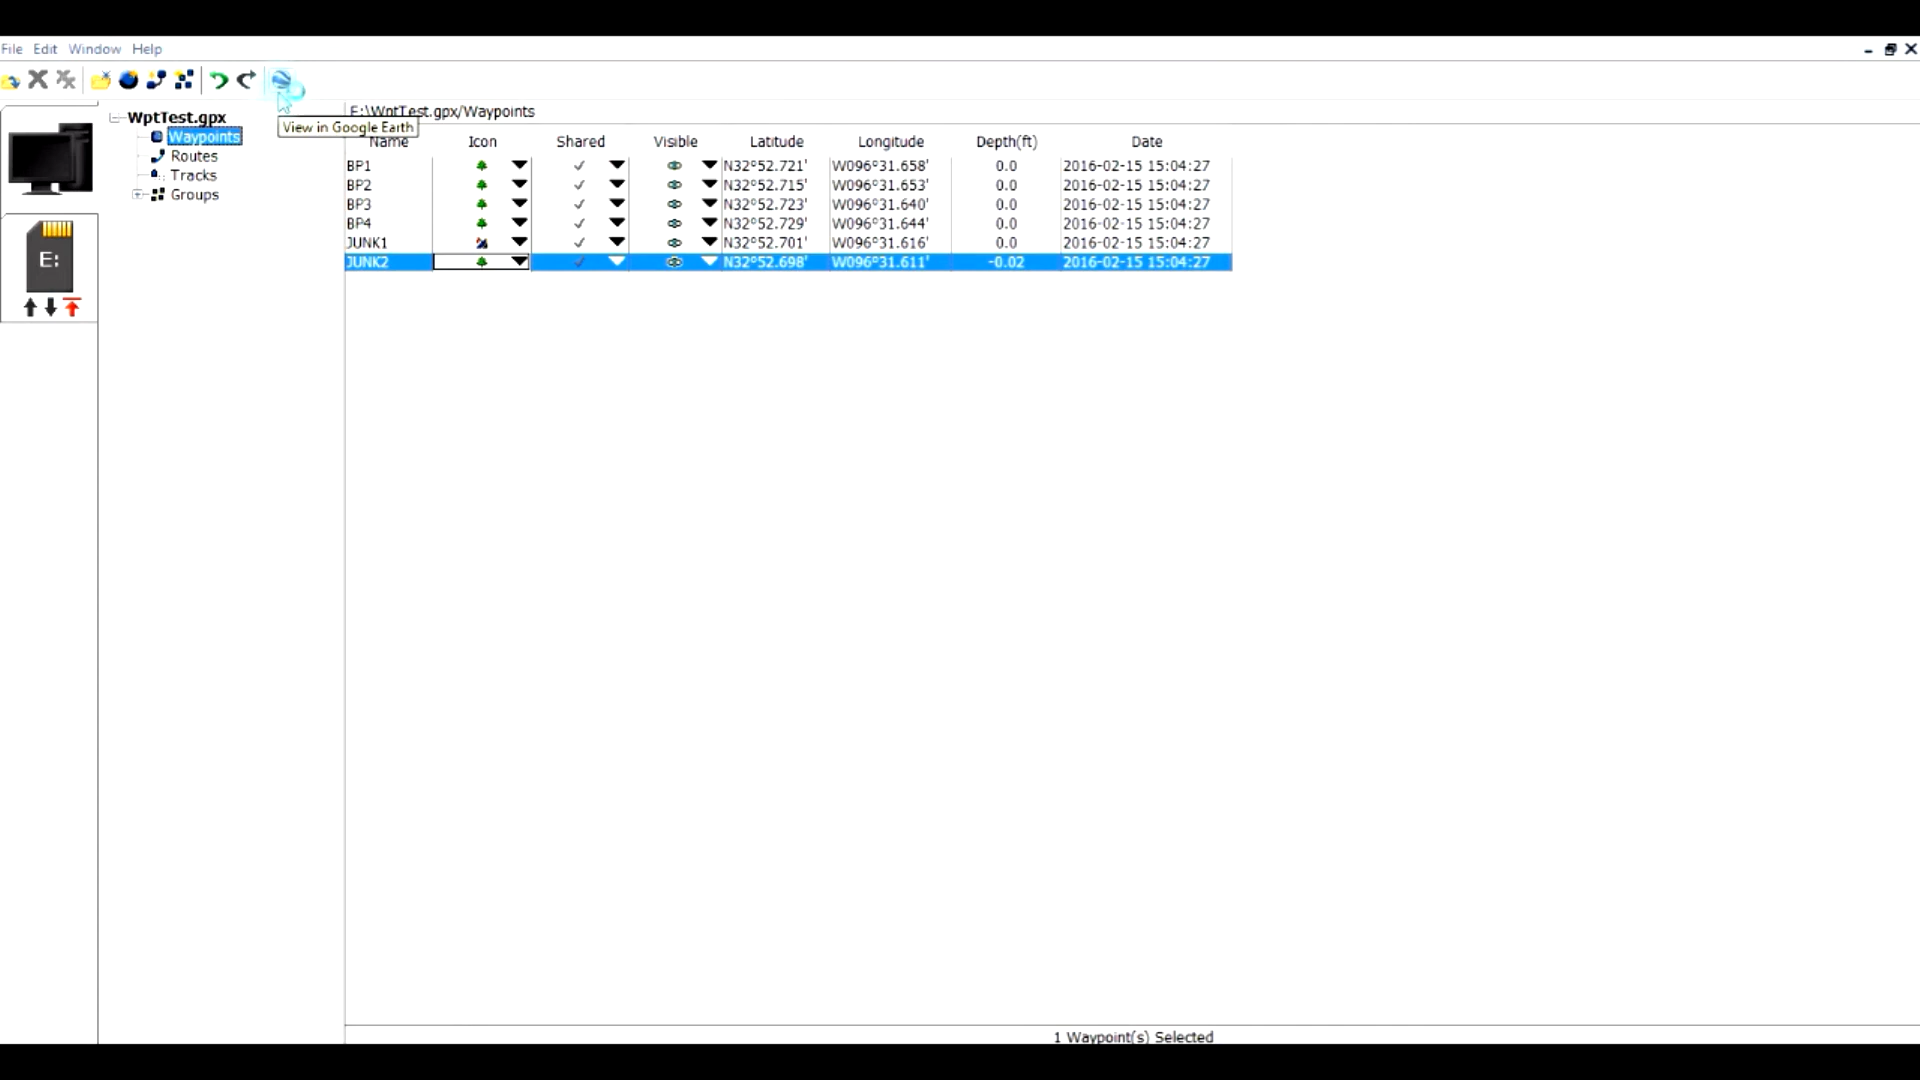 File Edit Window Help
WptTest.gpx
Waypoints
Routes
Tracks
Groups
E:
E:\WptTest.gpx/Waypoints
View in Google Earth
Name Icon Shared Visible Latitude Longitude Depth(ft) Date
BP1 N32°52.721' W096°31.658' 0.0 2016-02-15 15:04:27
BP2 N32°52.715' W096°31.653' 0.0 2016-02-15 15:04:27
BP3 N32°52.723' W096°31.640' 0.0 2016-02-15 15:04:27
BP4 N32°52.729' W096°31.644' 0.0 2016-02-15 15:04:27
JUNK1 N32°52.701' W096°31.616' 0.0 2016-02-15 15:04:27
JUNK2 N32°52.698' W096°31.611' -0.02 2016-02-15 15:04:27
1 Waypoint(s) Selected